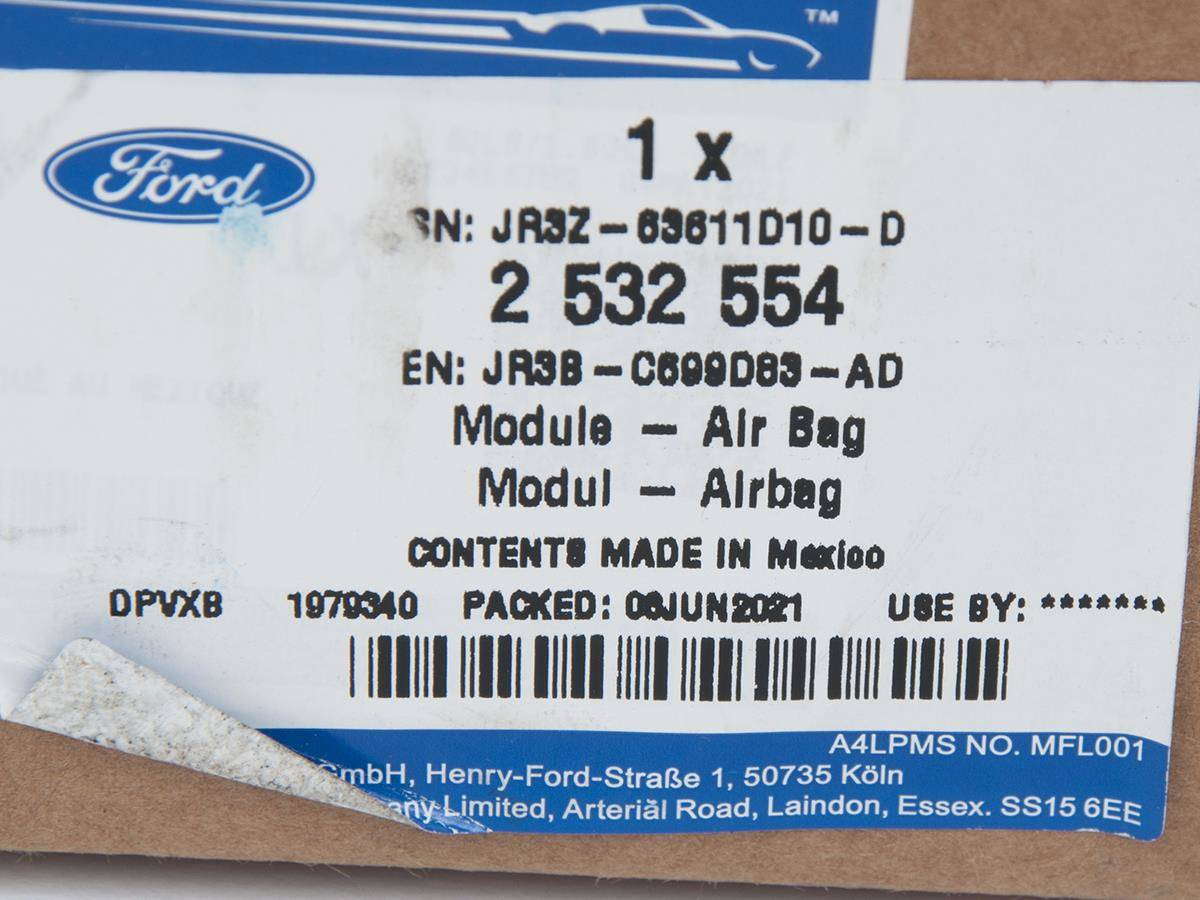 TM
Ford
1 x
SN: JR3Z-63611D10-D
2 532 554
EN: JR3B-C699D83-AD
Module - Air Bag
Modul - Airbag
CONTENTS MADE IN Mexico
DPVXB 1979340 PACKED: 06JUN2021 USE BY: *******
A4LPMS NO. MFL001
GmbH, Henry-Ford-Straße 1, 50735 Köln
Limited, Arterial Road, Laindon, Essex. SS15 6EE